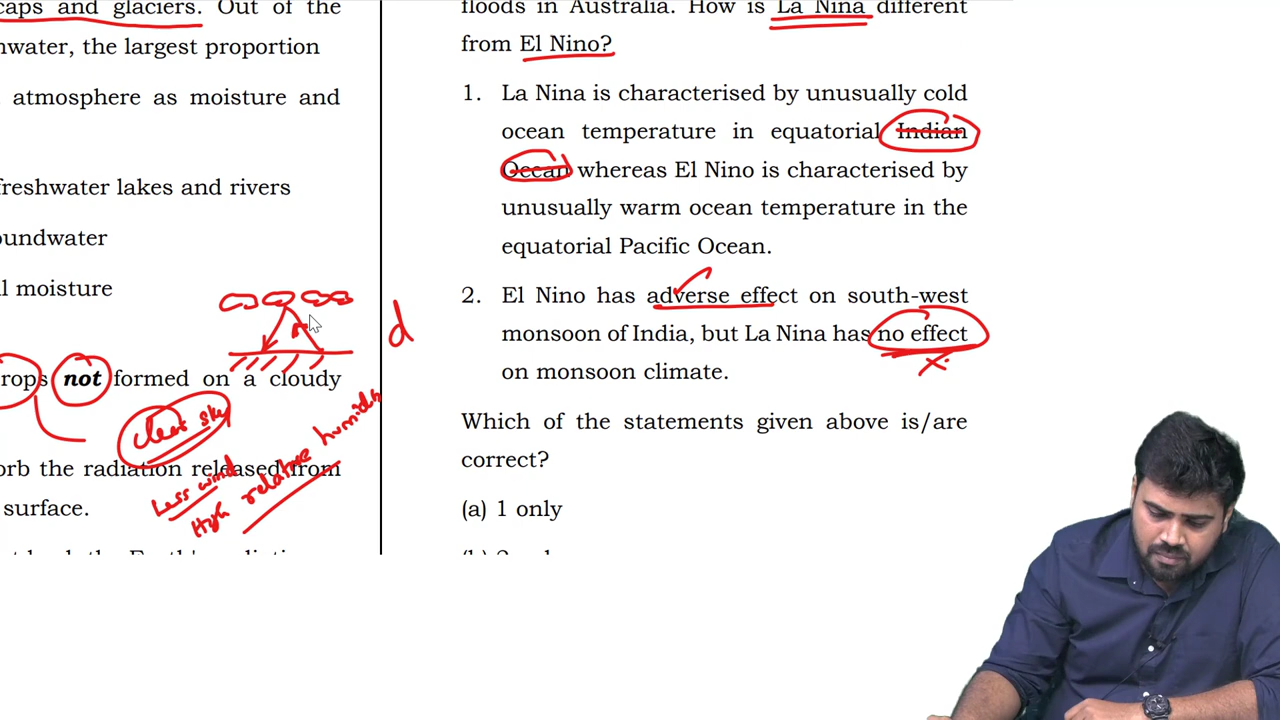 caps and glaciers. Out of the
hwater, the largest proportion
atmosphere as moisture and
freshwater lakes and rivers
oundwater
l moisture
rops not formed on a cloudy
clear sky
orb the radiation released from
Less wind
High relative humidity
surface.
d
floods in Australia. How is La Nina different
from El Nino?
1. La Nina is characterised by unusually cold
ocean temperature in equatorial Indian
Ocean whereas El Nino is characterised by
unusually warm ocean temperature in the
equatorial Pacific Ocean.
2. El Nino has adverse effect on south-west
monsoon of India, but La Nina has no effect
on monsoon climate.
Which of the statements given above is/are
correct?
(a) 1 only